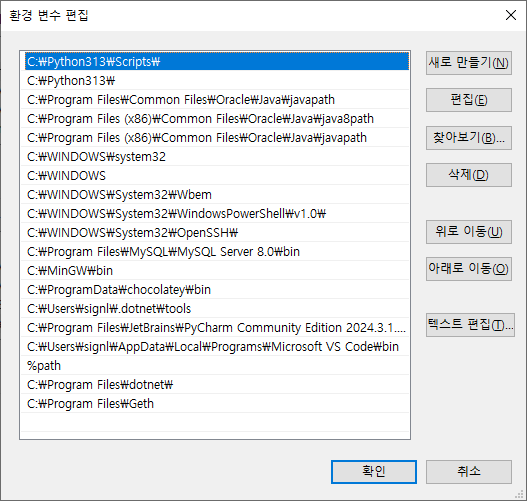 환경 변수 편집
C:₩Python313₩Scripts₩
C:₩Python313₩
C:₩Program Files₩Common Files₩Oracle₩Java₩javapath
C:₩Program Files (x86)₩Common Files₩Oracle₩Java₩java8path
C:₩Program Files (x86)₩Common Files₩Oracle₩Java₩javapath
C:₩WINDOWS₩system32
C:₩WINDOWS
C:₩WINDOWS₩System32₩Wbem
C:₩WINDOWS₩System32₩WindowsPowerShell₩v1.0₩
C:₩WINDOWS₩System32₩OpenSSH₩
C:₩Program Files₩MySQL₩MySQL Server 8.0₩bin
C:₩MinGW₩bin
C:₩ProgramData₩chocolatey₩bin
C:₩Users₩signl₩.dotnet₩tools
C:₩Program Files₩JetBrains₩PyCharm Community Edition 2024.3.1....
C:₩Users₩signl₩AppData₩Local₩Programs₩Microsoft VS Code₩bin
%path
C:₩Program Files₩dotnet₩
C:₩Program Files₩Geth
새로 만들기(N)
편집(E)
찾아보기(B)...
삭제(D)
위로 이동(U)
아래로 이동(O)
텍스트 편집(T)...
확인
취소